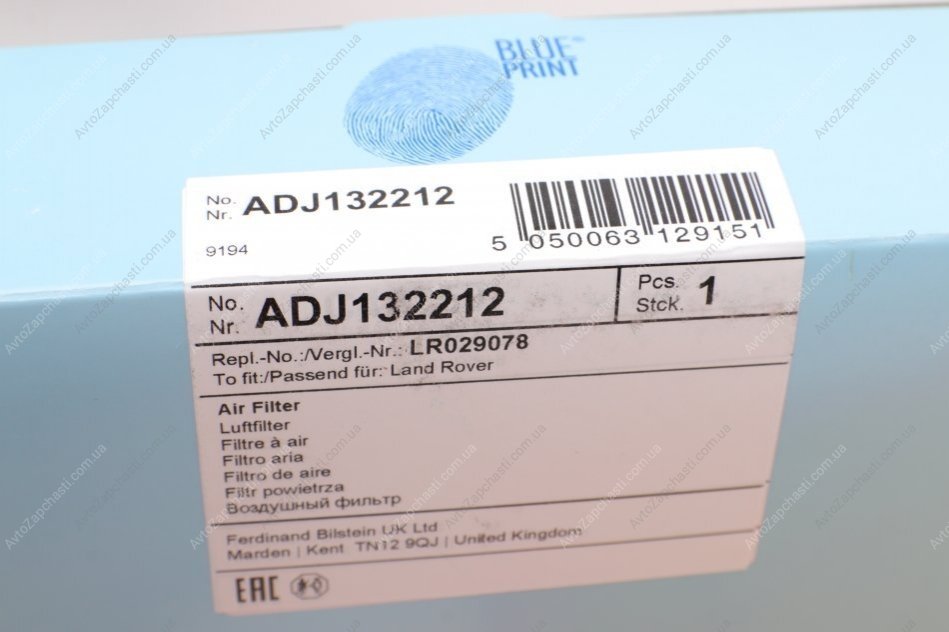 BLUE™
PRINT
No.
Nr. ADJ132212
9194
5 050063 129151
No.
Nr. ADJ132212
Pcs.
Stck. 1
Repl.-No.:/Vergl.-Nr.: LR029078
To fit:/Passend für: Land Rover
Air Filter
Luftfilter
Filtre à air
Filtro aria
Filtro de aire
Filtr powietrza
Воздушный фильтр
Ferdinand Bilstein UK Ltd
Marden | Kent TN12 9QJ | United Kingdom
EAC
AvtoZapchasti.com.ua